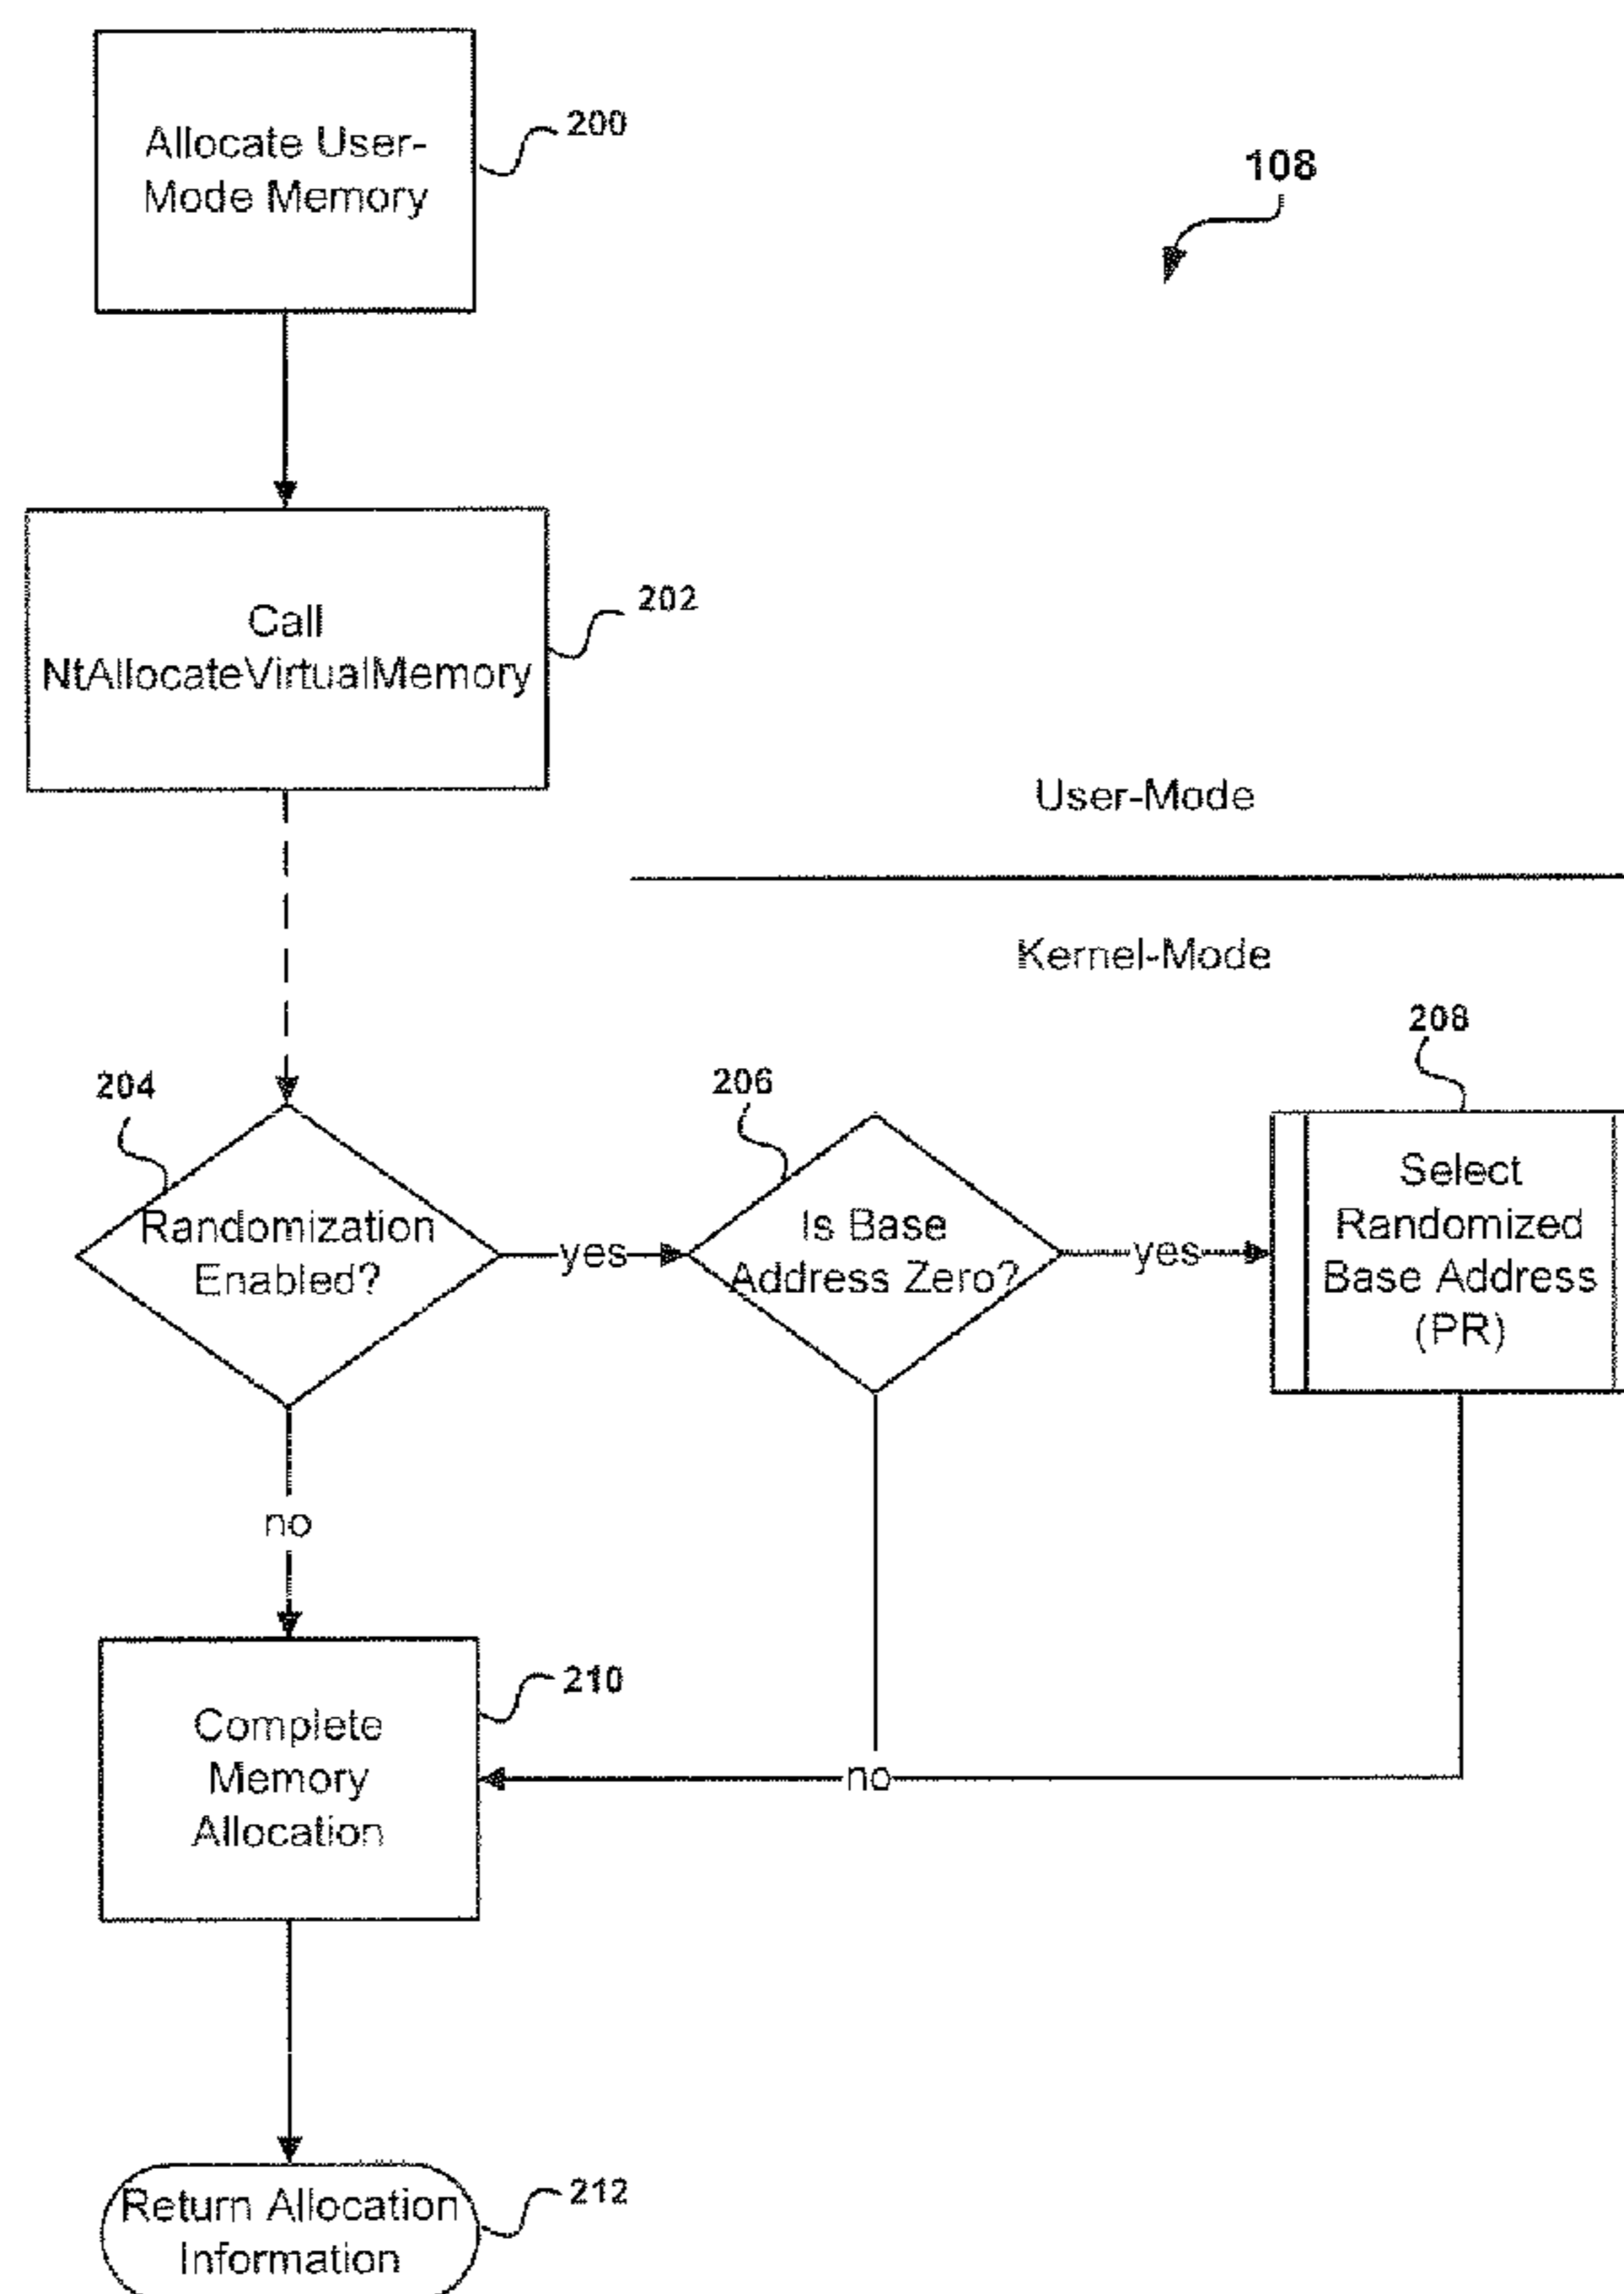 Allocate User-
Mode Memory
200
108
Call
NtAllocateVirtualMemory
202
User-Mode
Kernel-Mode
204
Randomization
Enabled?
yes
206
Is Base
Address Zero?
yes
208
Select
Randomized
Base Address
(PR)
no
Complete
Memory
Allocation
210
no
Return Allocation
Information
212